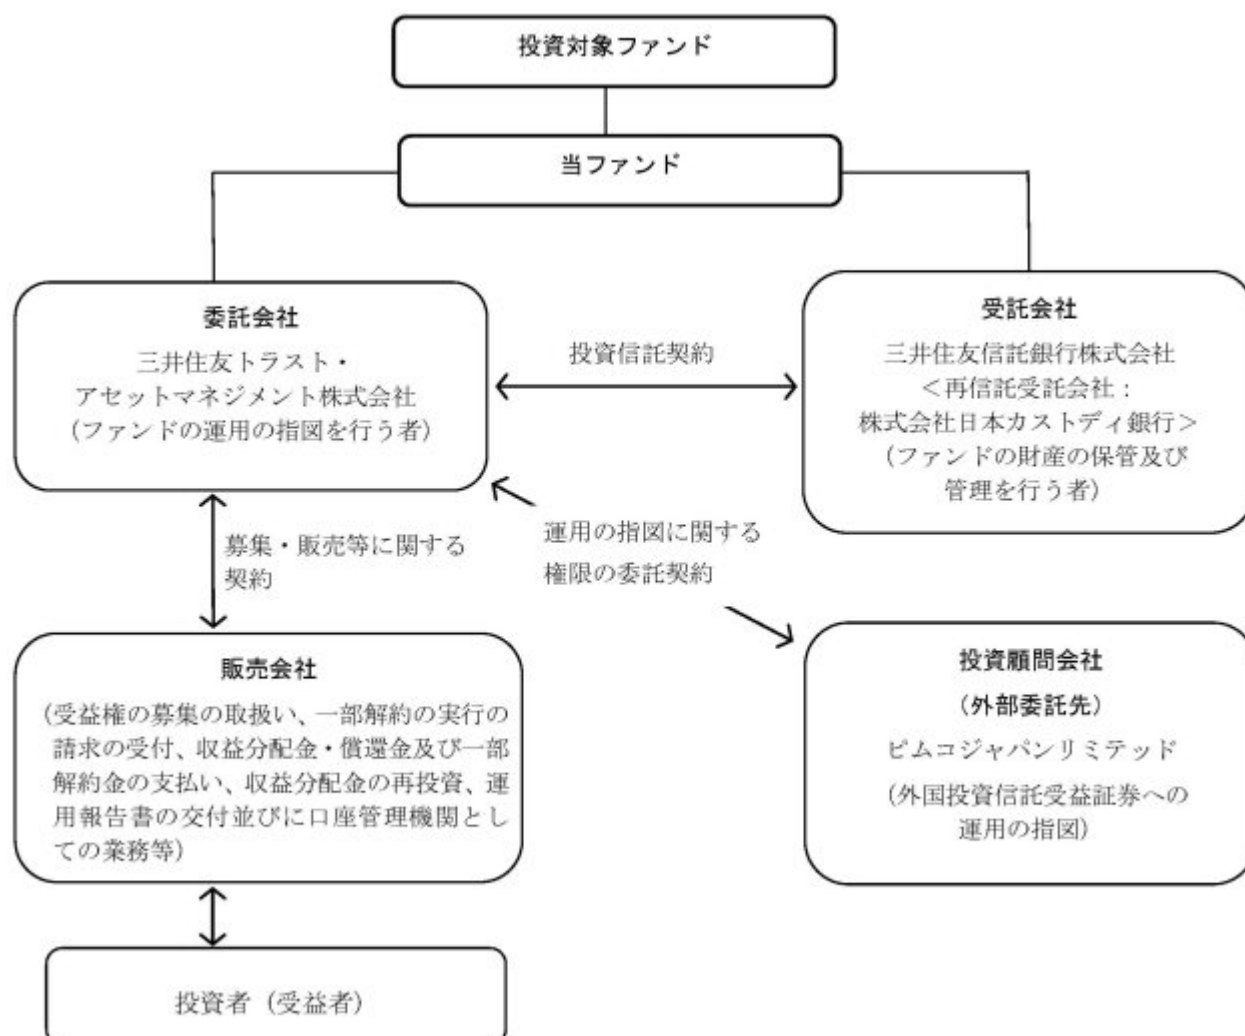 投資対象ファンド
当ファンド
委託会社
三井住友トラスト・
アセットマネジメント株式会社
（ファンドの運用の指図を行う者）
投資信託契約
受託会社
三井住友信託銀行株式会社
＜再信託受託会社：
株式会社日本カストディ銀行＞
（ファンドの財産の保管及び
管理を行う者）
募集・販売等に関する
契約
運用の指図に関する
権限の委託契約
販売会社
（受益権の募集の取扱い、一部解約の実行の
請求の受付、収益分配金・償還金及び一部
解約金の支払い、収益分配金の再投資、運
用報告書の交付並びに口座管理機関とし
ての業務等）
投資顧問会社
（外部委託先）
ピムコジャパンリミテッド
（外国投資信託受益証券への
運用の指図）
投資者（受益者）